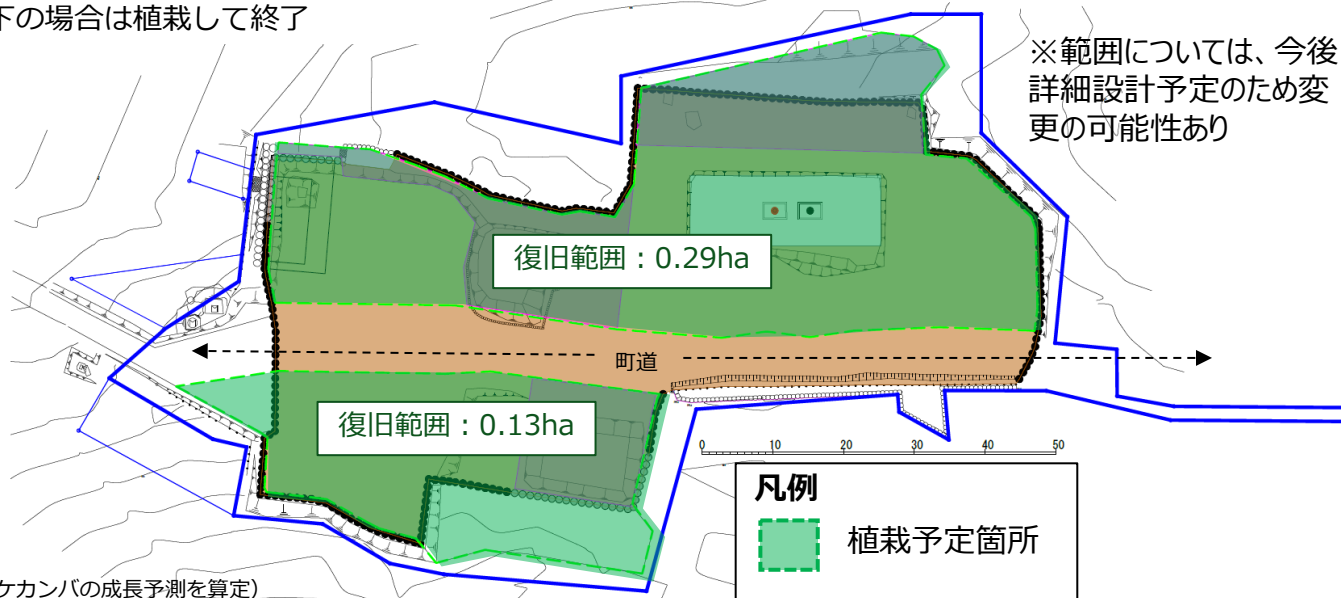 下の場合は植栽して終了
※範囲については、今後
詳細設計予定のため変
更の可能性あり
復旧範囲：0.29ha
町道
復旧範囲：0.13ha
0 10 20 30 40 50
凡例
植栽予定箇所
ケカンバの成長予測を算定）